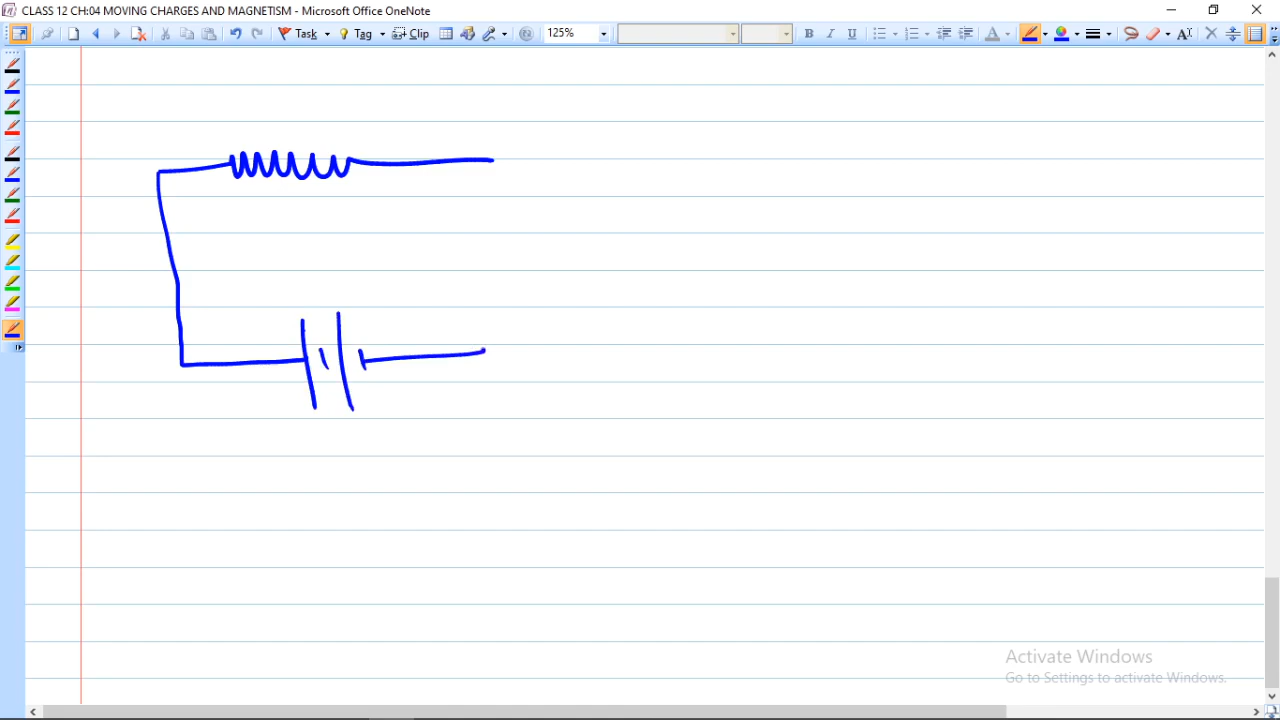 CLASS 12 CH:04 MOVING CHARGES AND MAGNETISM - Microsoft Office OneNote
Task Tag Clip 125% B I U A
Activate Windows
Go to Settings to activate Windows.